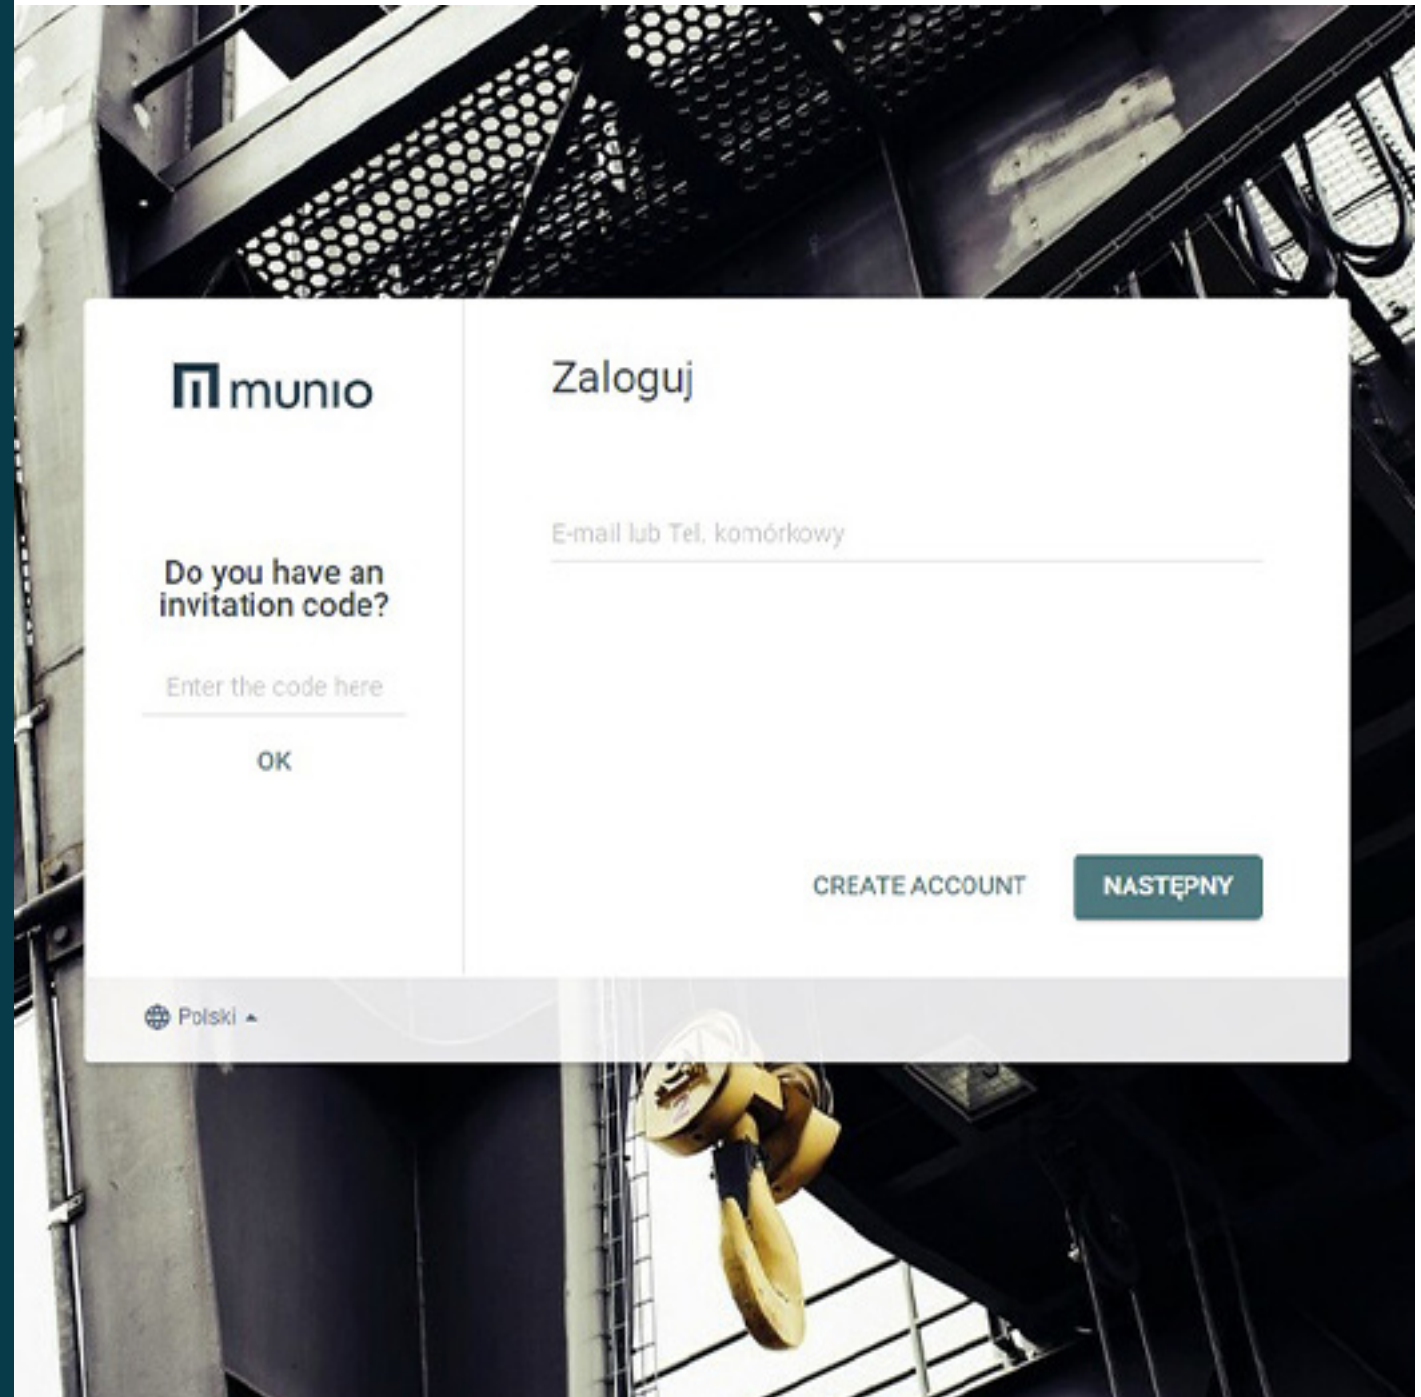 munio
Do you have an
invitation code?
Enter the code here
OK
Zaloguj
E-mail lub Tel. komórkowy
CREATE ACCOUNT
NASTĘPNY
Polski